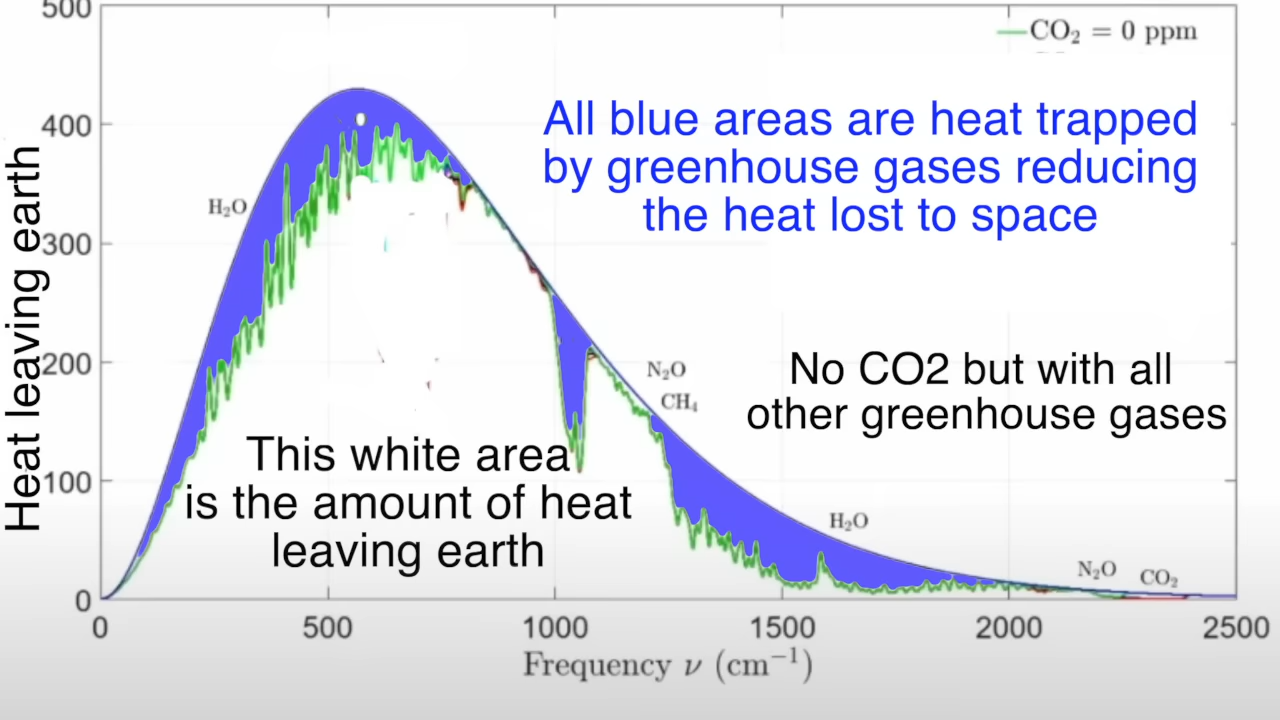 500
400
300
200
100
0
Heat leaving earth
CO₂ = 0 ppm
All blue areas are heat trapped
by greenhouse gases reducing
the heat lost to space
H₂O
0
N₂O
CH₄
No CO2 but with all
other greenhouse gases
This white area
is the amount of heat
leaving earth
H₂O
N₂O
CO₂
0 500 1000 1500 2000 2500
Frequency ν (cm⁻¹)